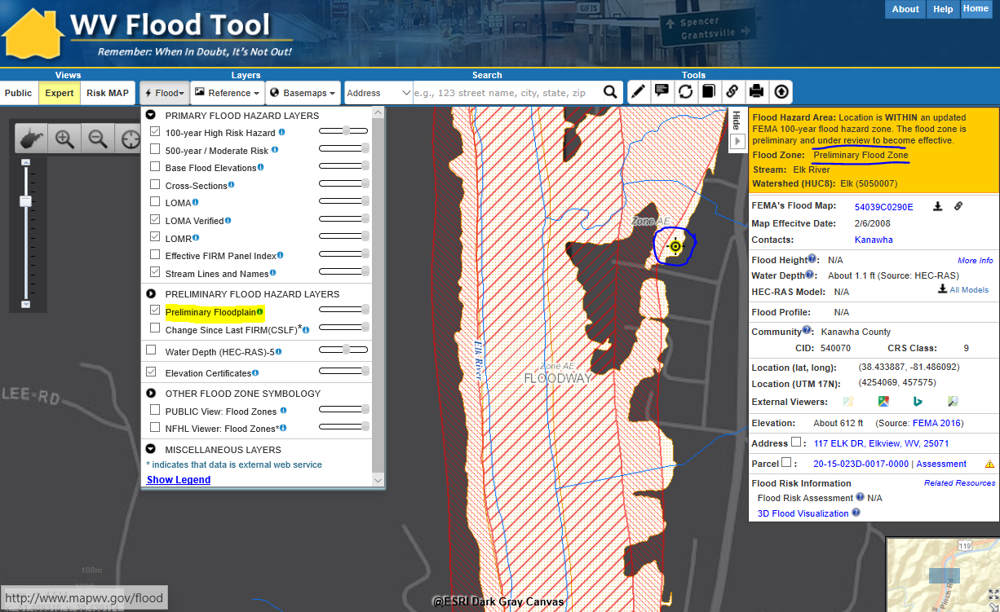 WV Flood Tool
Remember: When In Doubt, It's Not Out!
GIFTS
Spencer
Grantsville
About Help Home
Views Layers Search Tools
Public Expert Risk MAP Flood Reference Basemaps Address e.g., 123 street name, city, state, zip
PRIMARY FLOOD HAZARD LAYERS
100-year High Risk Hazard
500-year / Moderate Risk
Base Flood Elevations
Cross-Sections
LOMA
LOMA Verified
LOMR
Effective FIRM Panel Index
Stream Lines and Names
PRELIMINARY FLOOD HAZARD LAYERS
Preliminary Floodplain
Change Since Last FIRM(CSLF)*
Water Depth (HEC-RAS)-5
Elevation Certificates
OTHER FLOOD ZONE SYMBOLOGY
PUBLIC View: Flood Zones
NFHL Viewer: Flood Zones*
MISCELLANEOUS LAYERS
* indicates that data is external web service
Show Legend
LEE-RD
100m
http://www.mapwv.gov/flood
Zone AE
Elk River
Zone AE
FLOODWAY
@ESRI Dark Gray Canvas
Hide
Flood Hazard Area: Location is WITHIN an updated
FEMA 100-year flood hazard zone. The flood zone is
preliminary and under review to become effective.
Flood Zone: Preliminary Flood Zone
Stream: Elk River
Watershed (HUC8): Elk (5050007)
FEMA's Flood Map: 54039C0290E
Map Effective Date: 2/6/2008
Contacts: Kanawha
Flood Height: N/A More Info
Water Depth: About 1.1 ft (Source: HEC-RAS)
HEC-RAS Model: N/A All Models
Flood Profile: N/A
Community: Kanawha County
CID: 540070 CRS Class: 9
Location (lat, long): (38.433887, -81.486092)
Location (UTM 17N): (4254069, 457575)
External Viewers:
Elevation: About 612 ft (Source: FEMA 2016)
Address : 117 ELK DR, Elkview, WV, 25071
Parcel : 20-15-023D-0017-0000 | Assessment
Flood Risk Information Related Resources
Flood Risk Assessment N/A
3D Flood Visualization
119
S. Pinch Rd